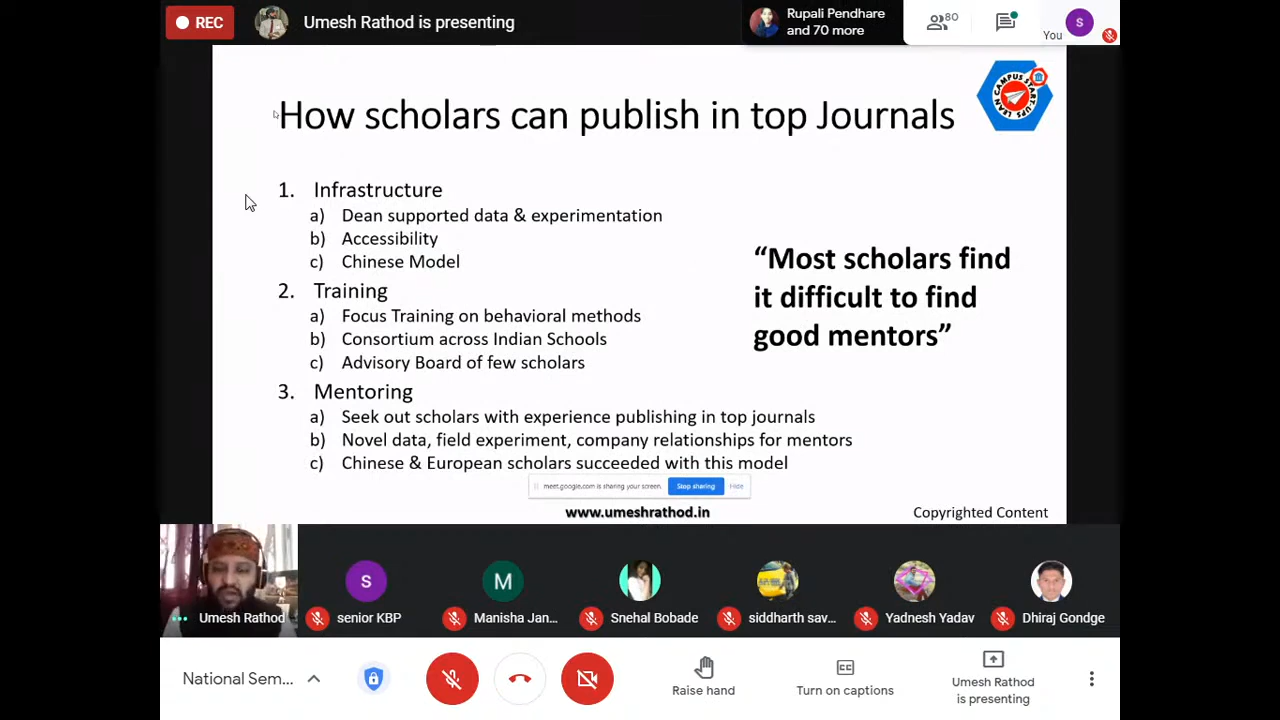 REC
Umesh Rathod is presenting
Rupali Pendhare
and 70 more
80
You
S
How scholars can publish in top Journals
LEAN CAMPUS START-UPS
1. Infrastructure
a) Dean supported data & experimentation
b) Accessibility
c) Chinese Model
2. Training
a) Focus Training on behavioral methods
b) Consortium across Indian Schools
c) Advisory Board of few scholars
3. Mentoring
a) Seek out scholars with experience publishing in top journals
b) Novel data, field experiment, company relationships for mentors
c) Chinese & European scholars succeeded with this model
“Most scholars find
it difficult to find
good mentors”
meet.google.com is sharing your screen. Stop sharing Hide
www.umeshrathod.in
Copyrighted Content
S
M
Umesh Rathod
senior KBP
Manisha Jan...
Snehal Bobade
siddharth sav...
Yadnesh Yadav
Dhiraj Gondge
National Sem...
Raise hand
Turn on captions
Umesh Rathod
is presenting